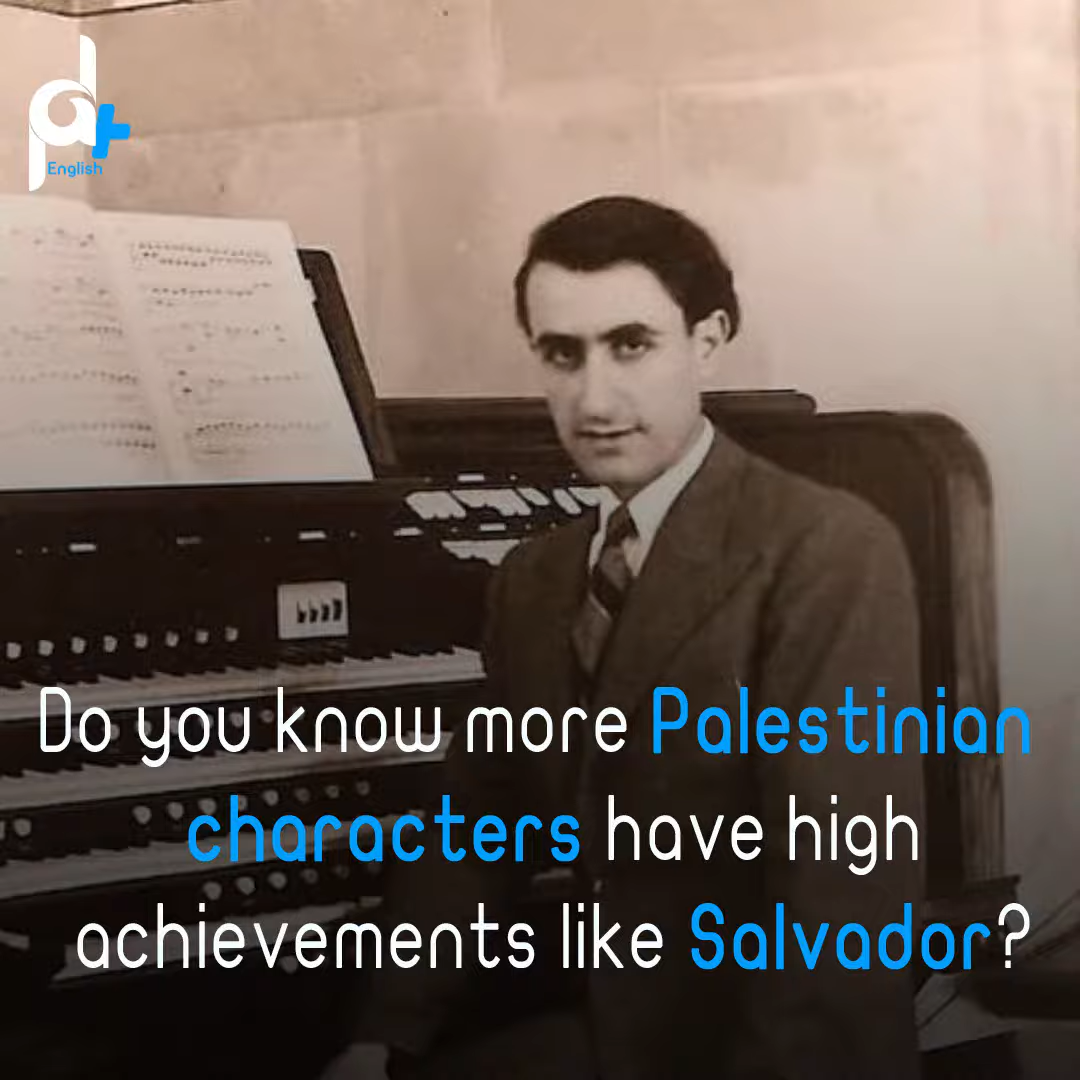 English
Do you know more Palestinian
characters have high
achievements like Salvador?